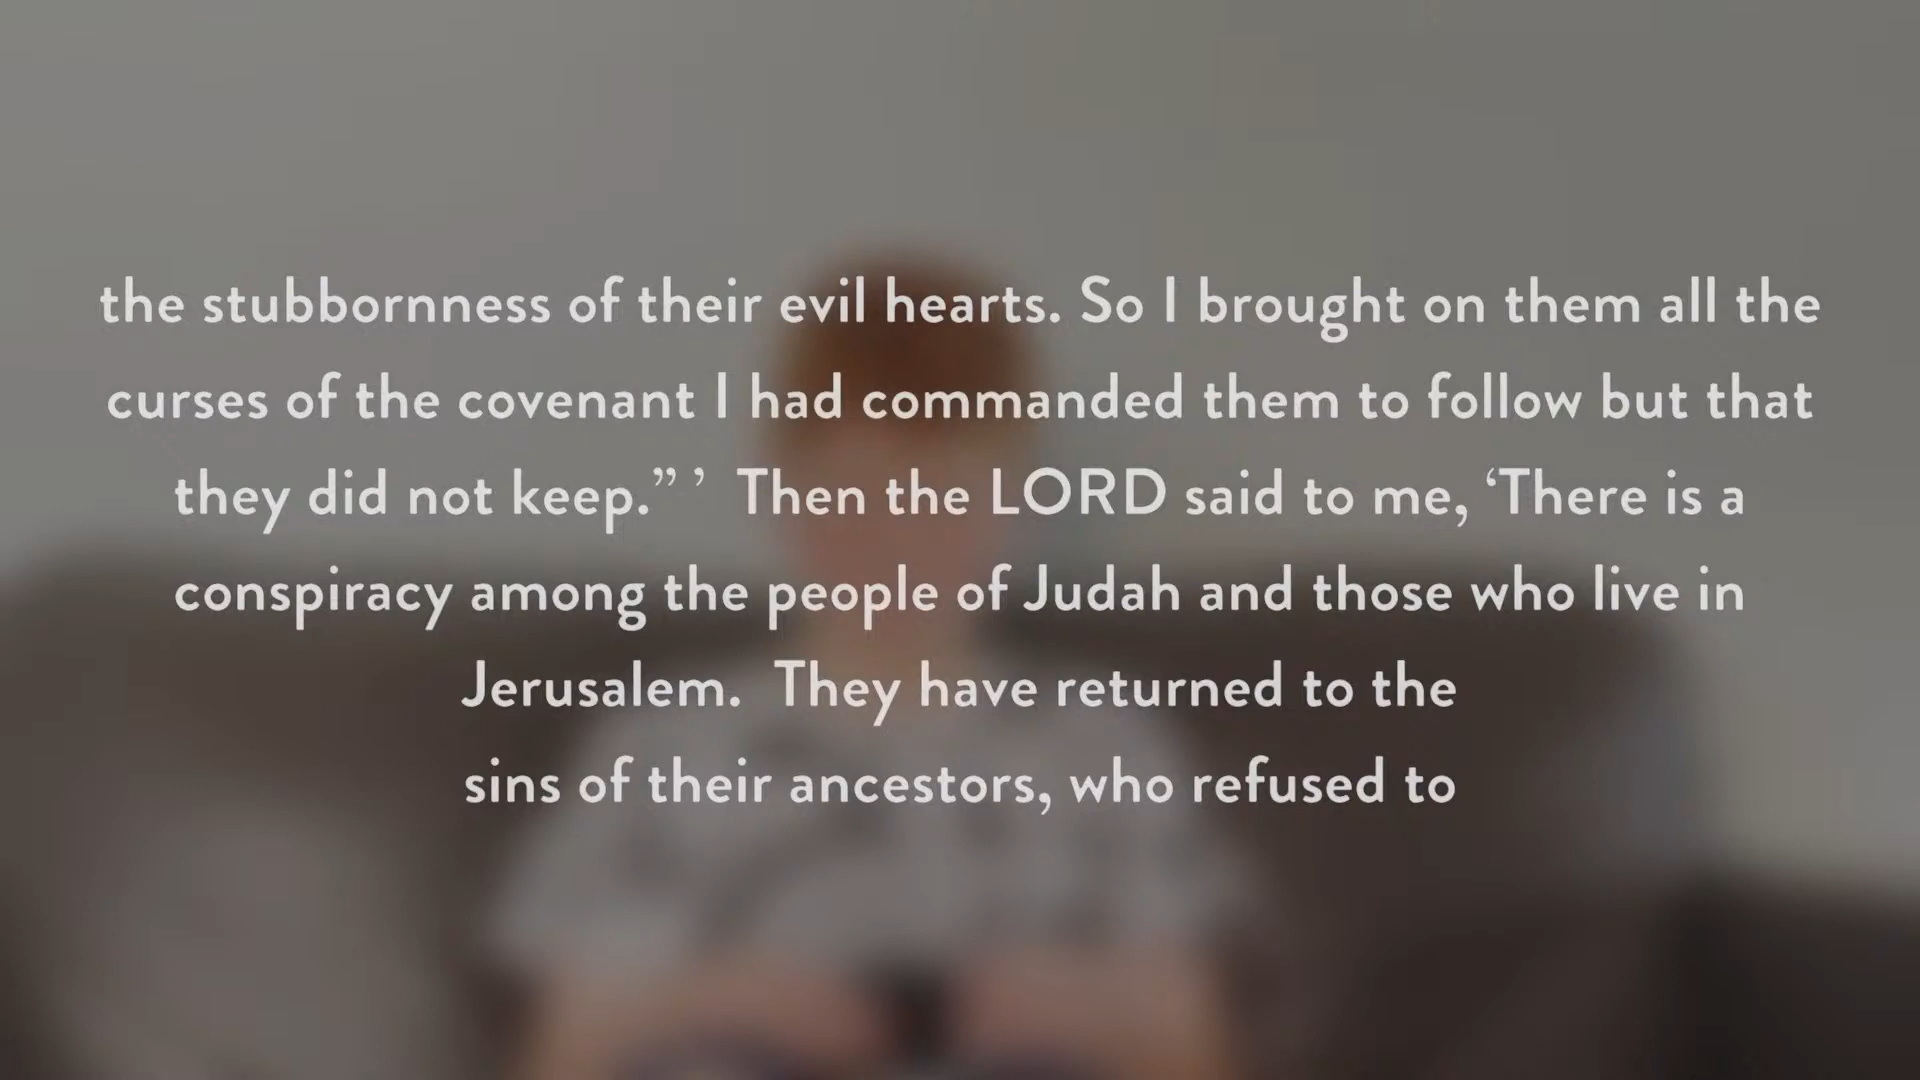 the stubbornness of their evil hearts. So I brought on them all the
curses of the covenant I had commanded them to follow but that
they did not keep.” ’  Then the LORD said to me, ‘There is a
conspiracy among the people of Judah and those who live in
Jerusalem.  They have returned to the
sins of their ancestors, who refused to